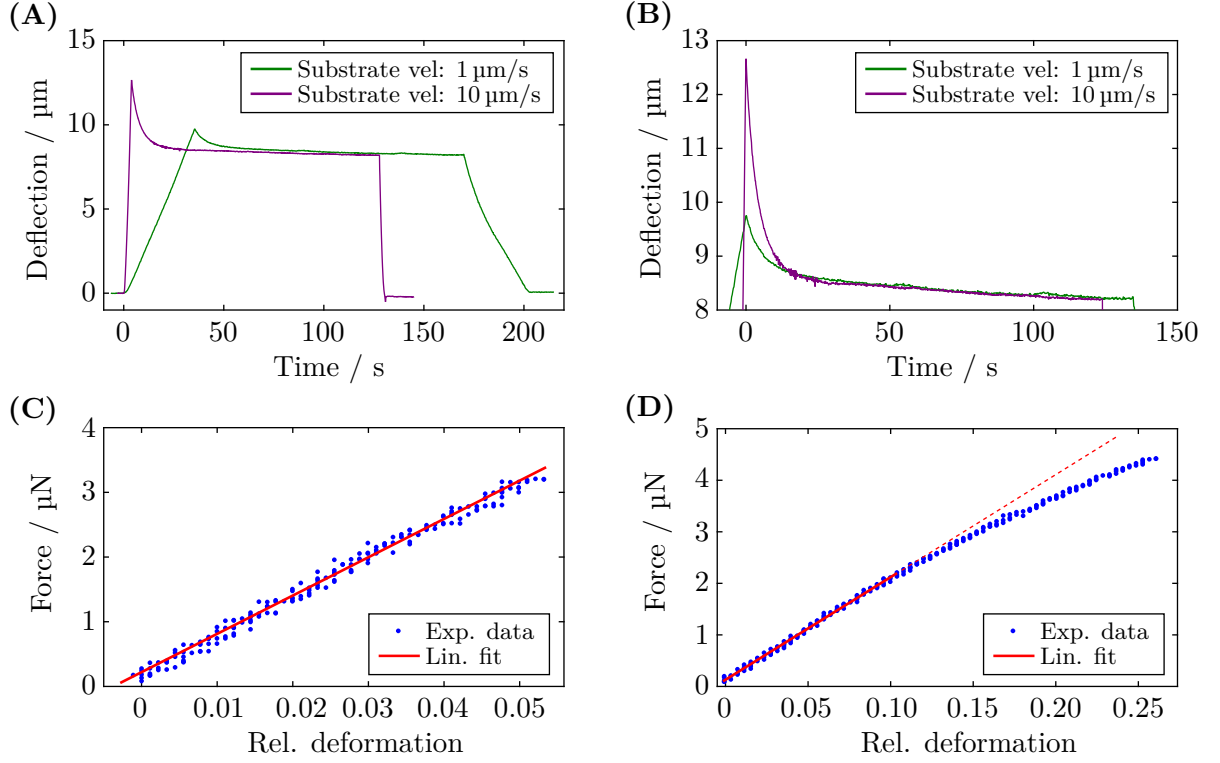 (A)
15
10
5
0
Deflection / µm
Substrate vel: 1 µm/s
Substrate vel: 10 µm/s
0 50 100 150 200
Time / s
(B)
13
12
11
10
9
8
Deflection / µm
Substrate vel: 1 µm/s
Substrate vel: 10 µm/s
0 50 100 150
Time / s
(C)
4
3
2
1
0
Force / µN
Exp. data
Lin. fit
0 0.01 0.02 0.03 0.04 0.05
Rel. deformation
(D)
5
4
3
2
1
0
Force / µN
Exp. data
Lin. fit
0 0.05 0.10 0.15 0.20 0.25
Rel. deformation